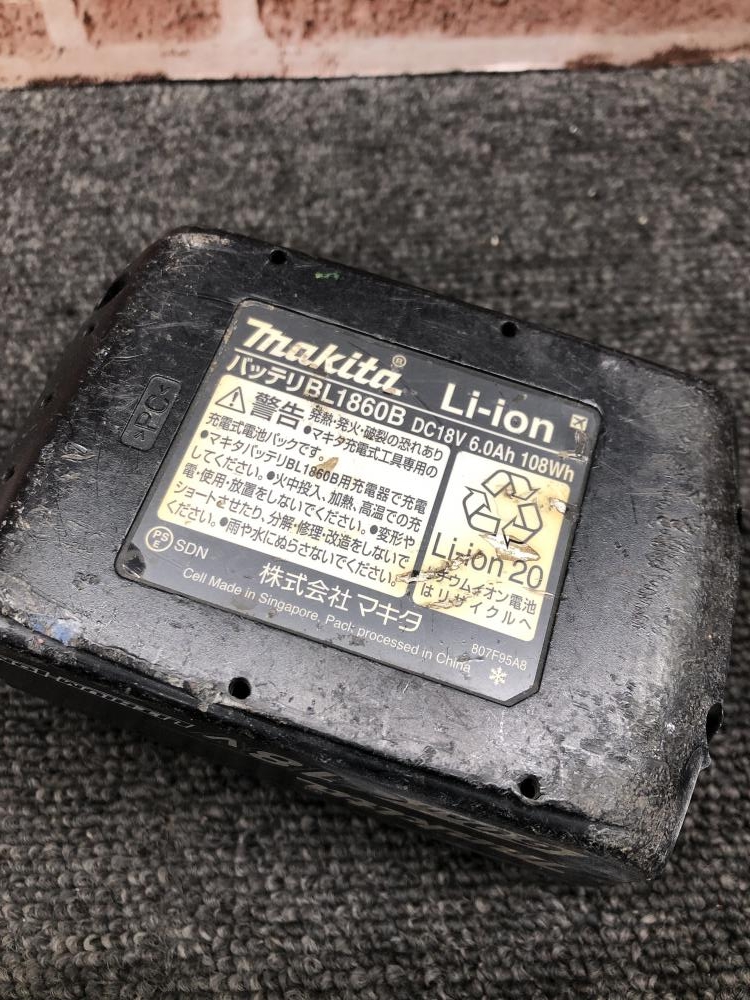 makita®
Li-ion
バッテリBL1860B DC18V 6.0Ah 108Wh
警告 発熱・発火・破裂の恐れあり
●マキタ充電式工具専用の
充電式電池パックです。
●マキタバッテリBL1860B用充電器で充電
してください。●火中投入、加熱、高温での充
電・使用・放置をしないでください。●変形や
ショートさせたり、分解・修理・改造をしないで
ください。●雨や水にぬらさないでください。
Li-ion 20
リチウムイオン電池
はリサイクルへ
PS
E
SDN
株式会社 マキタ
Cell Made in Singapore, Pack processed in China
807F95A8
>PC<
18V